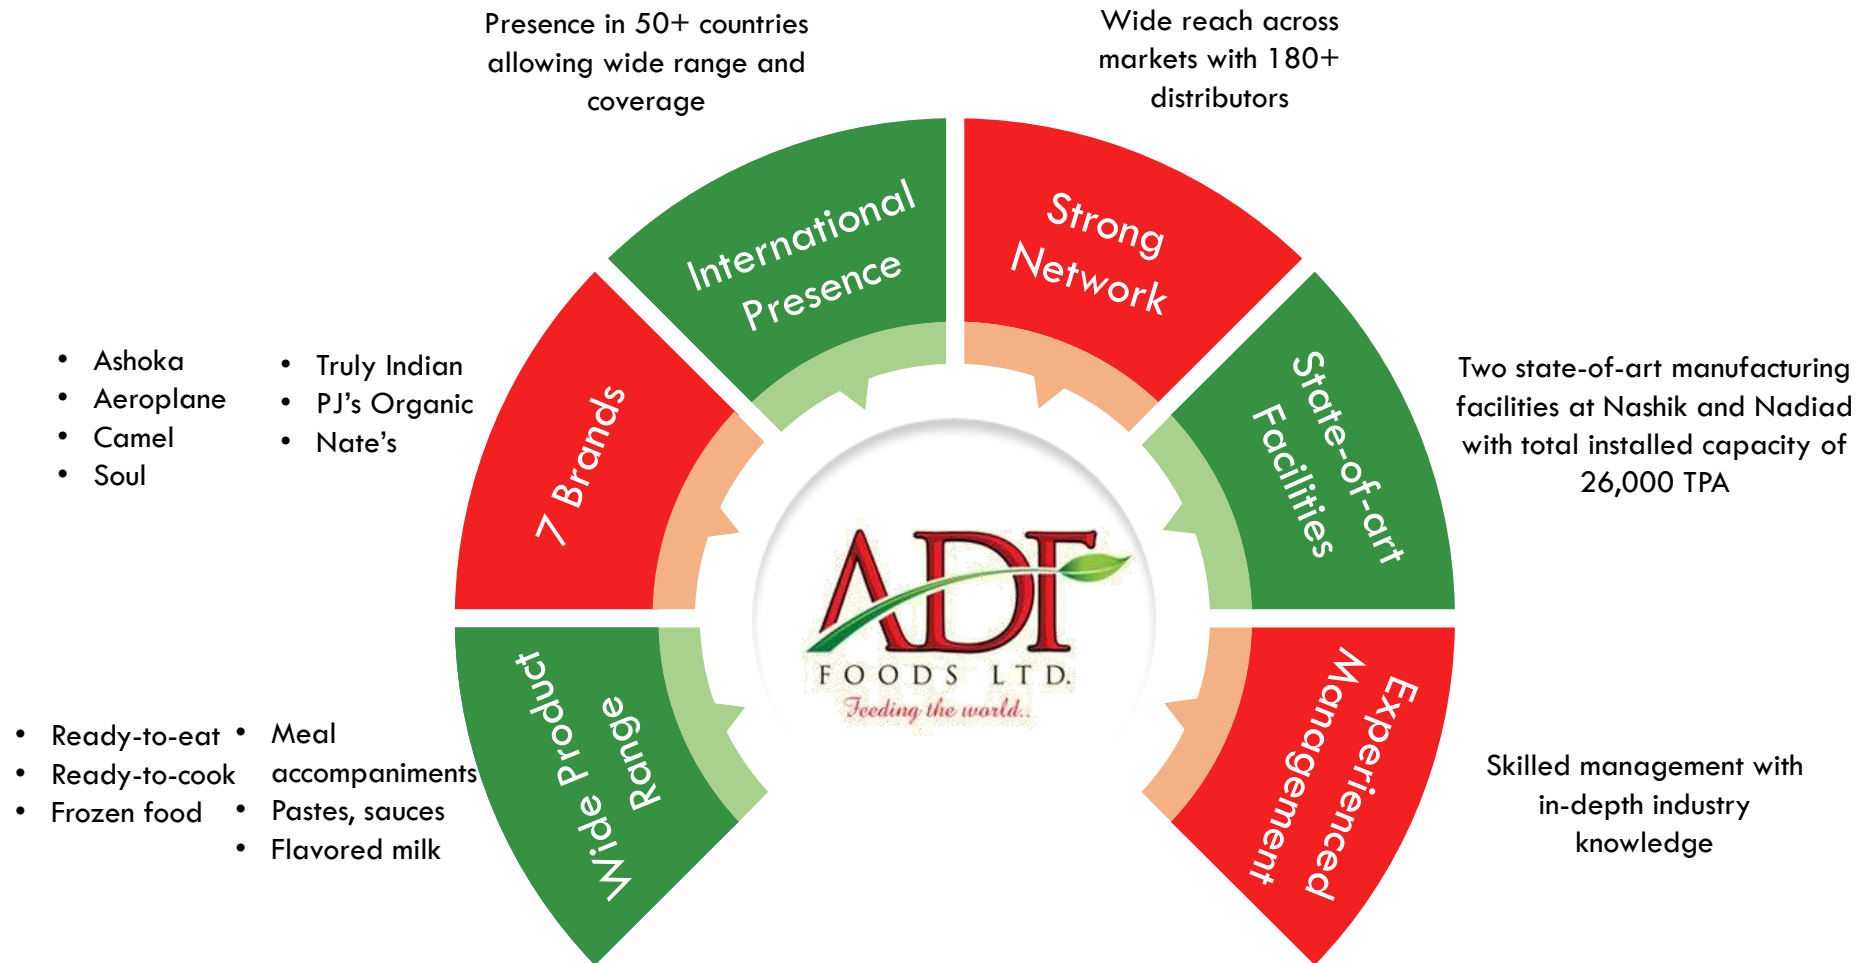 Presence in 50+ countries
allowing wide range and
coverage
Wide reach across
markets with 180+
distributors
International
Presence
Strong
Network
• Ashoka
• Aeroplane
• Camel
• Soul
• Truly Indian
• PJ's Organic
• Nate's
7 Brands
State-of-art
Facilities
Two state-of-art manufacturing
facilities at Nashik and Nadiad
with total installed capacity of
26,000 TPA
ADF
FOODS LTD.
Feeding the world..
• Ready-to-eat
• Ready-to-cook
• Frozen food
• Meal
accompaniments
• Pastes, sauces
• Flavored milk
Wide Product
Range
Experienced
Management
Skilled management with
in-depth industry
knowledge